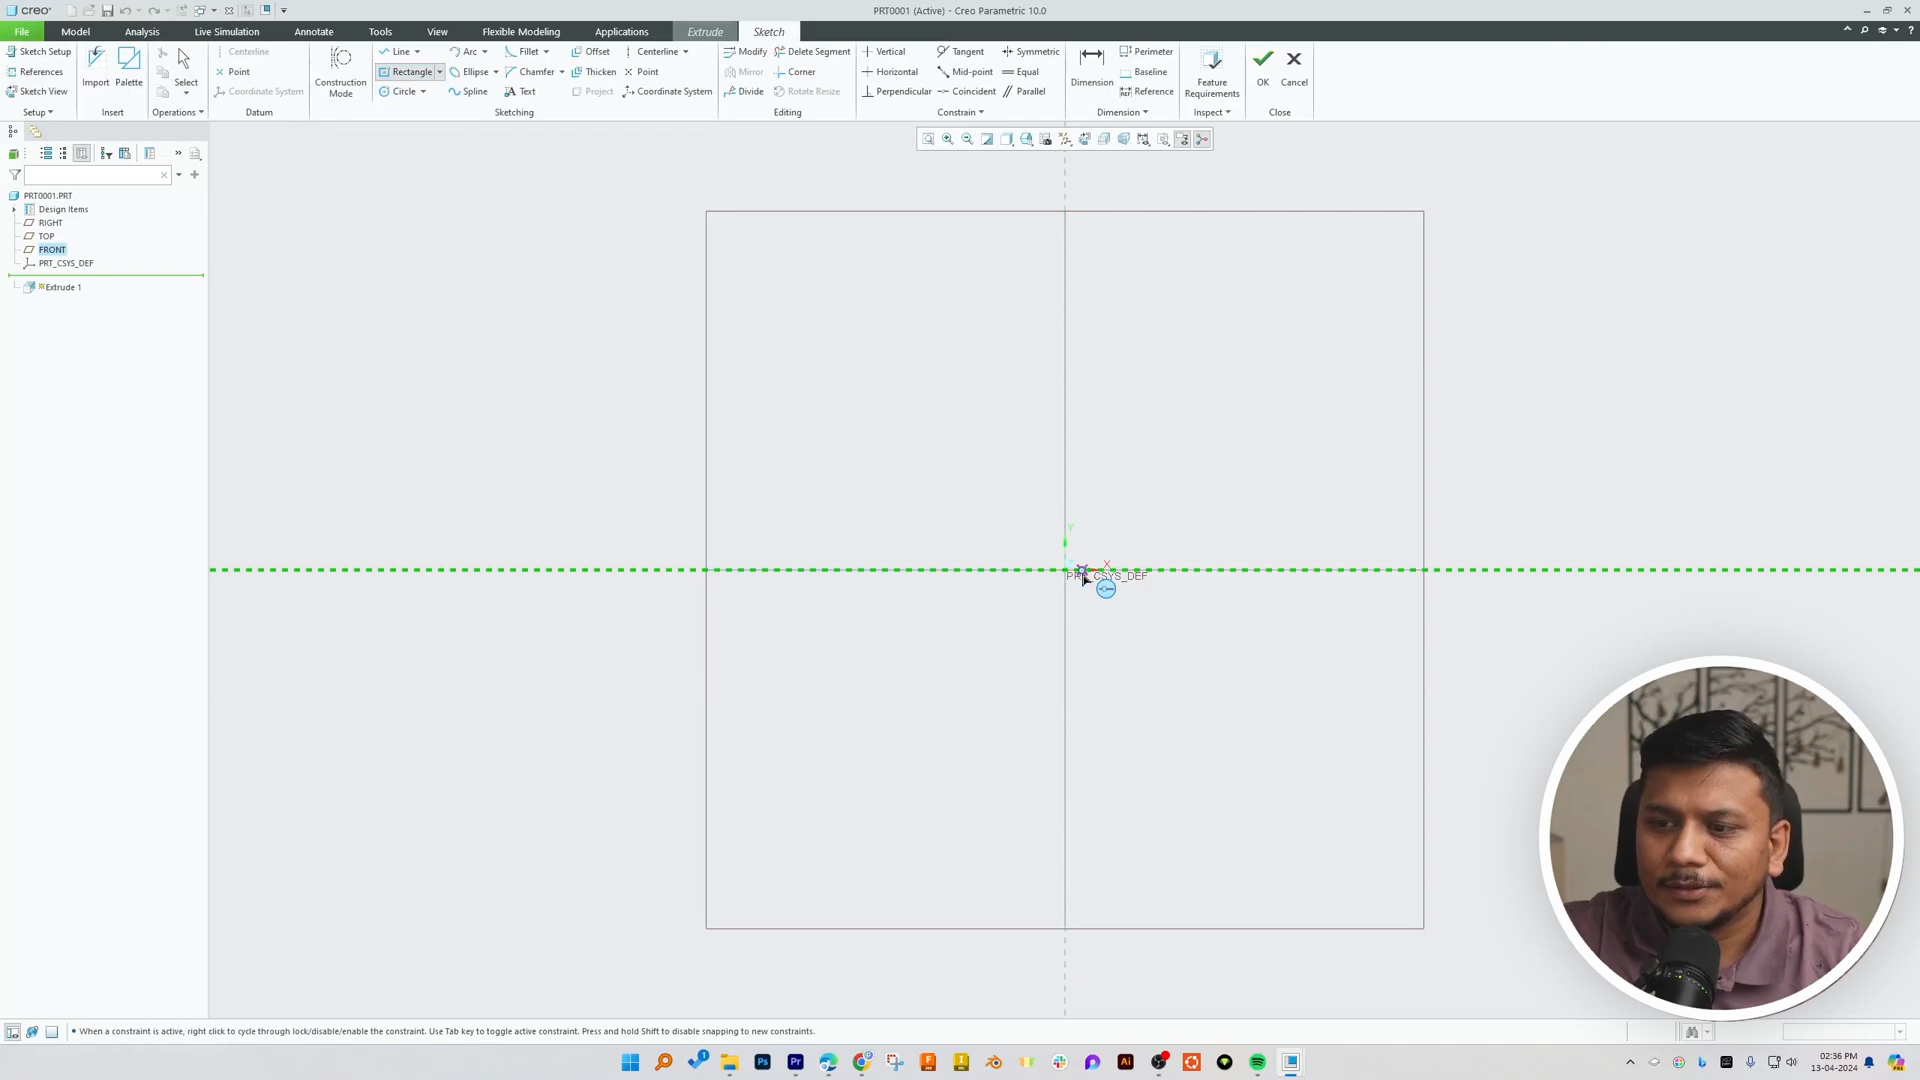 creo
PRT0001 (Active) - Creo Parametric 10.0
File Model Analysis Live Simulation Annotate Tools View Flexible Modeling Applications Extrude Sketch
Sketch Setup
References
Sketch View
Setup
Import Palette
Insert
Select
Operations
Centerline
Point
Coordinate System
Datum
Construction Mode
Line Arc Fillet Offset Centerline
Rectangle Ellipse Chamfer Thicken Point
Circle Spline Text Project Coordinate System
Sketching
Modify Delete Segment
Mirror Corner
Divide Rotate Resize
Editing
Vertical Tangent Symmetric
Horizontal Mid-point Equal
Perpendicular Coincident Parallel
Constrain
Dimension
Perimeter
Baseline
Reference
Dimension
Feature Requirements
Inspect
OK Cancel
Close
PRT0001.PRT
Design Items
RIGHT
TOP
FRONT
PRT_CSYS_DEF
Extrude 1
Y
X
PRT_CSYS_DEF
When a constraint is active, right click to cycle through lock/disable/enable the constraint. Use Tab key to toggle active constraint. Press and hold Shift to disable snapping to new constraints.
02:36 PM
13-04-2024